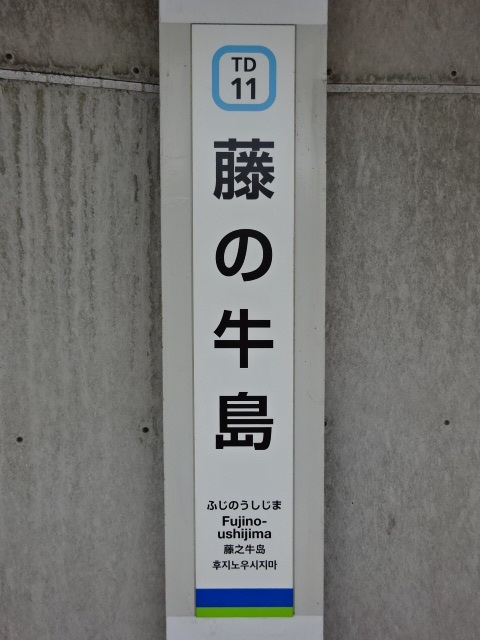 TD
11
藤の牛島
ふじのうしじま
Fujino-
ushijima
藤之牛岛
후지노우시지마